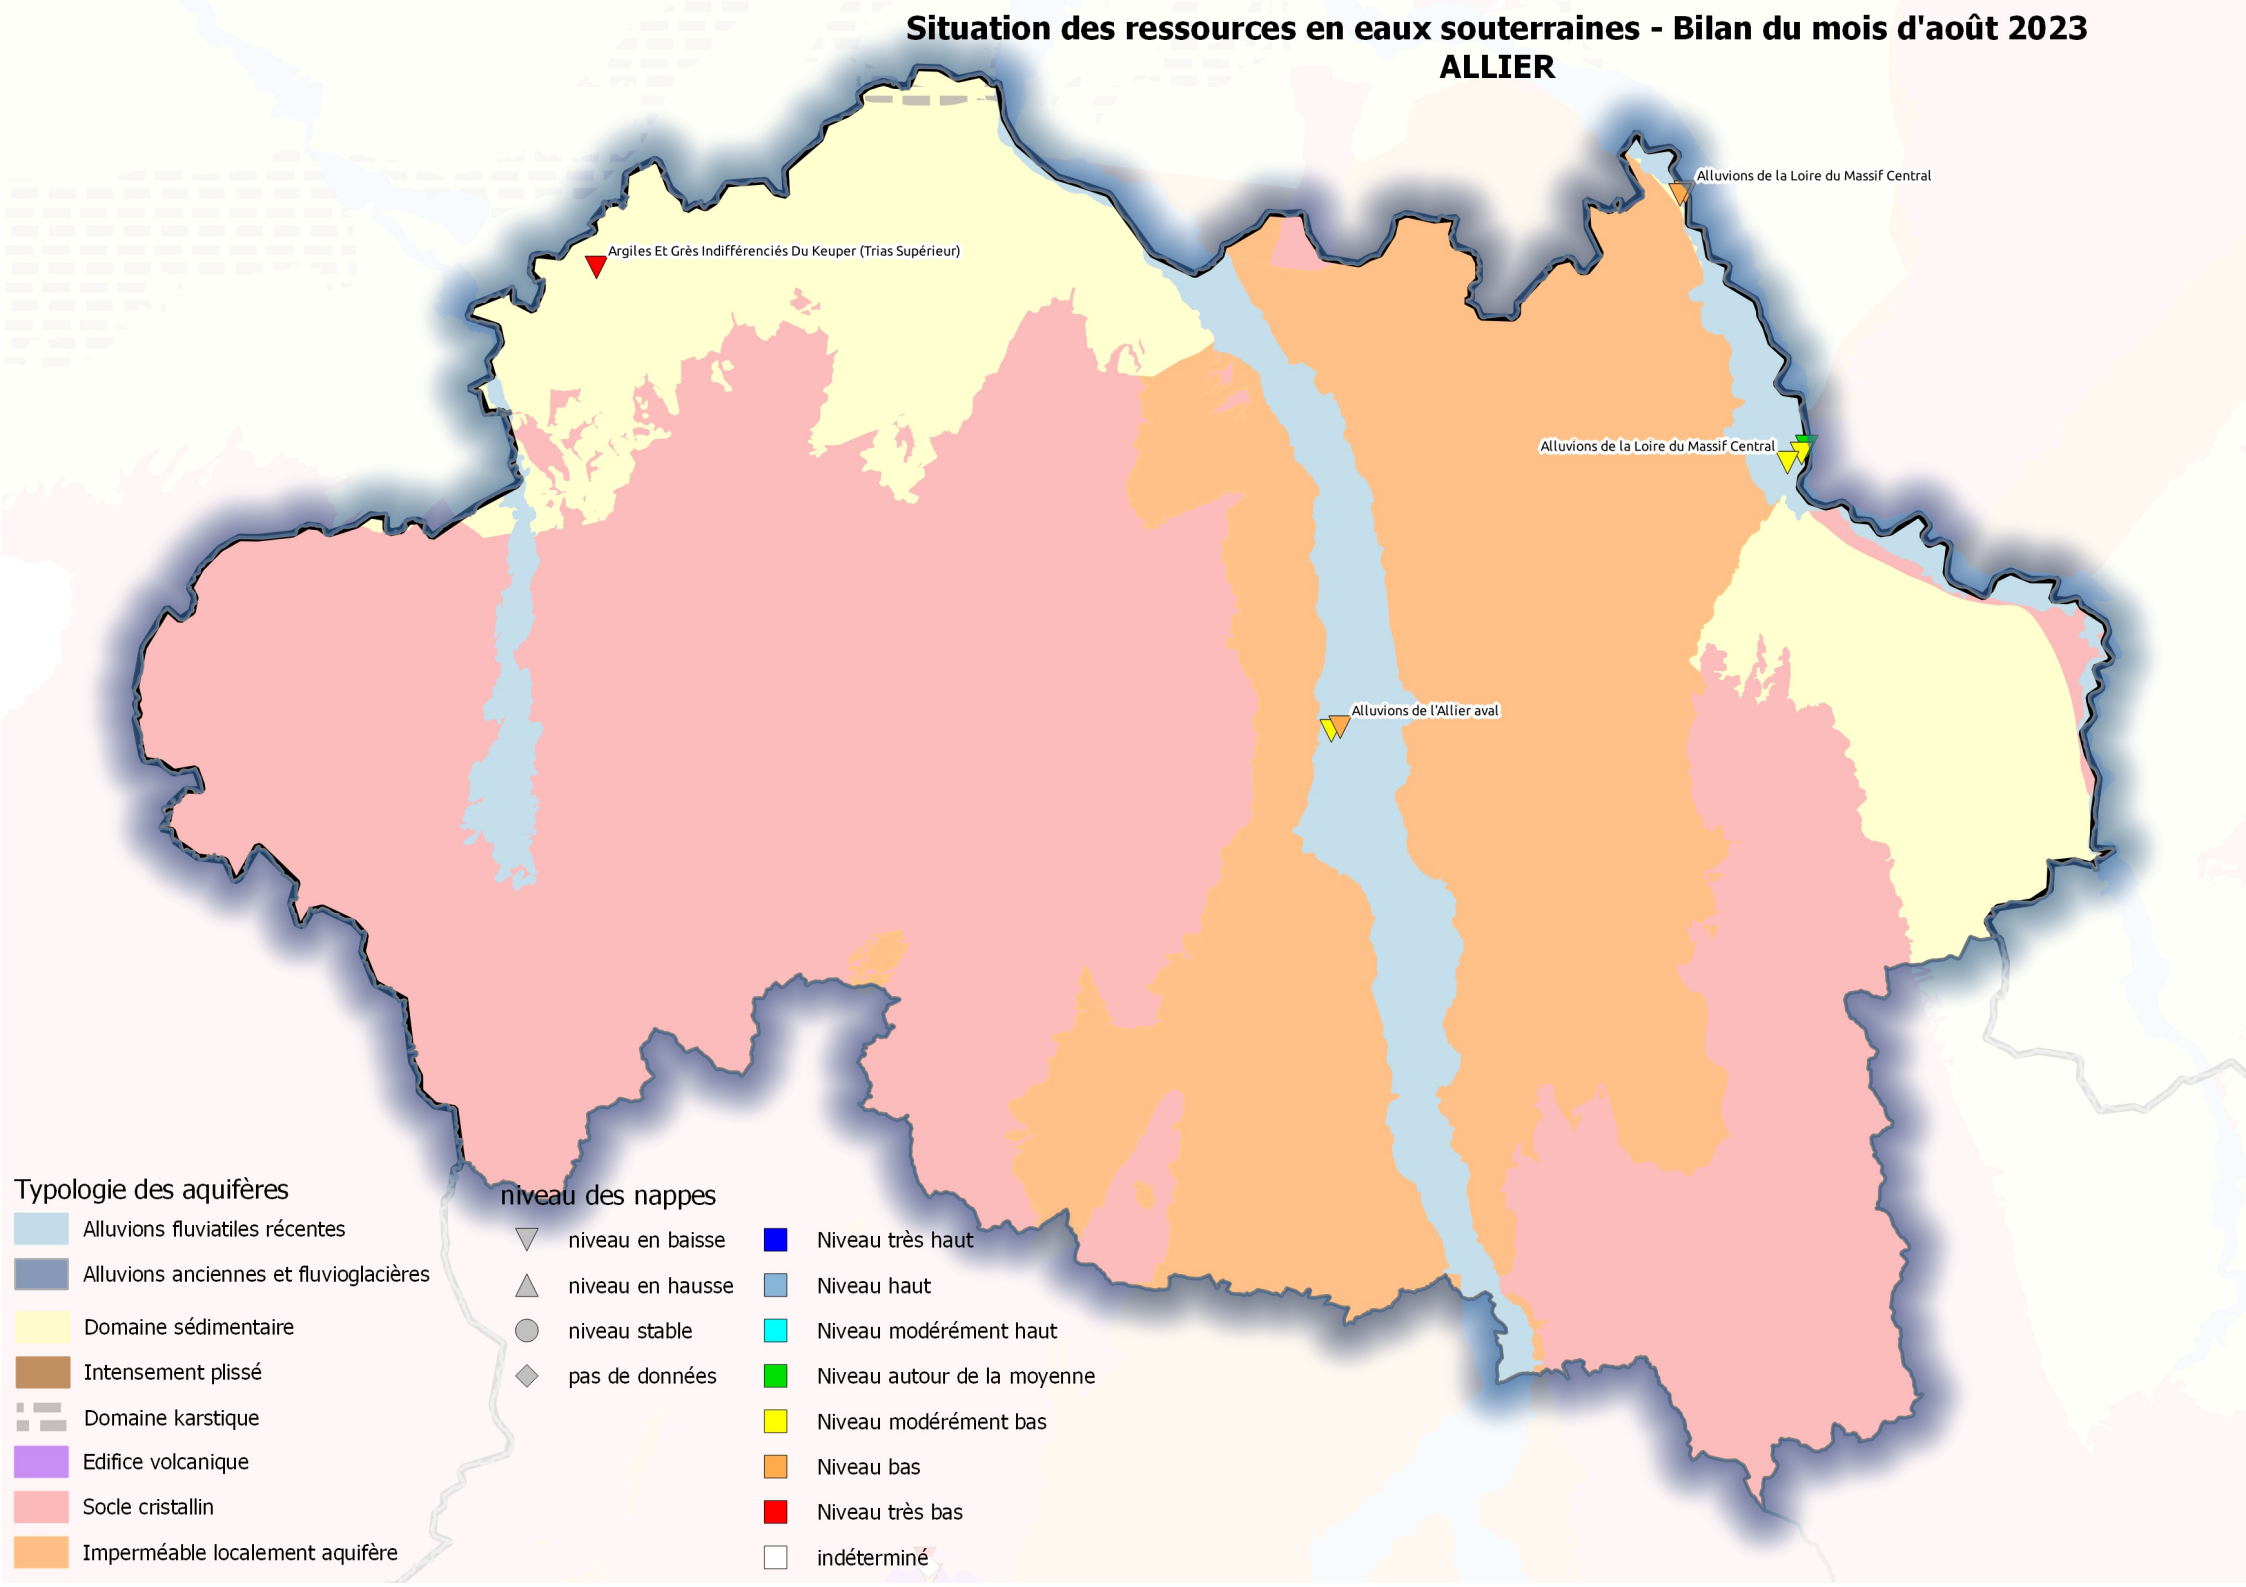 Situation des ressources en eaux souterraines - Bilan du mois d'août 2023
ALLIER
Alluvions de la Loire du Massif Central
Argiles Et Grès Indifférenciés Du Keuper (Trias Supérieur)
Alluvions de la Loire du Massif Central
Alluvions de l'Allier aval
Typologie des aquifères
Alluvions fluviatiles récentes
Alluvions anciennes et fluvioglacières
Domaine sédimentaire
Intensement plissé
Domaine karstique
Edifice volcanique
Socle cristallin
Imperméable localement aquifère
niveau des nappes
niveau en baisse
niveau en hausse
niveau stable
pas de données
Niveau très haut
Niveau haut
Niveau modérément haut
Niveau autour de la moyenne
Niveau modérément bas
Niveau bas
Niveau très bas
indéterminé